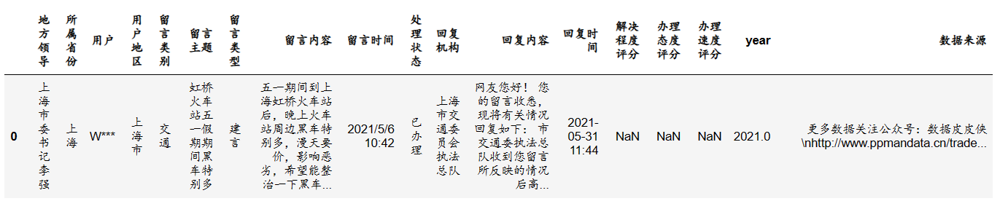 地方领导 所属省份 用户 用户地区 留言类别 留言主题 留言类型 留言内容 留言时间 处理状态 回复机构 回复内容 回复时间 解决程度评分 办理态度评分 办理速度评分 year 数据来源
0
上海市委书记李强
上海
W***
上海市
交通
虹桥
火车
站五
一假
期期
间黑
车特
别多
建言
五一期间到上
海虹桥火车站
后，晚上火车
站周边黑车特
别多，漫天要
价，影响恶
劣，希望能整
治一下黑车...
2021/5/6
10:42
已办理
上海
市交
通委
员会
执法
总队
网友您好！ 您
的留言收悉，
现将有关情况
回复如下： 市
交通委执法总
队收到您留言
所反映的情况
后高...
2021-
05-31
11:44
NaN
NaN
NaN
2021.0
更多数据关注公众号：数据皮皮侠
\nhttp://www.ppmandata.cn/trade...